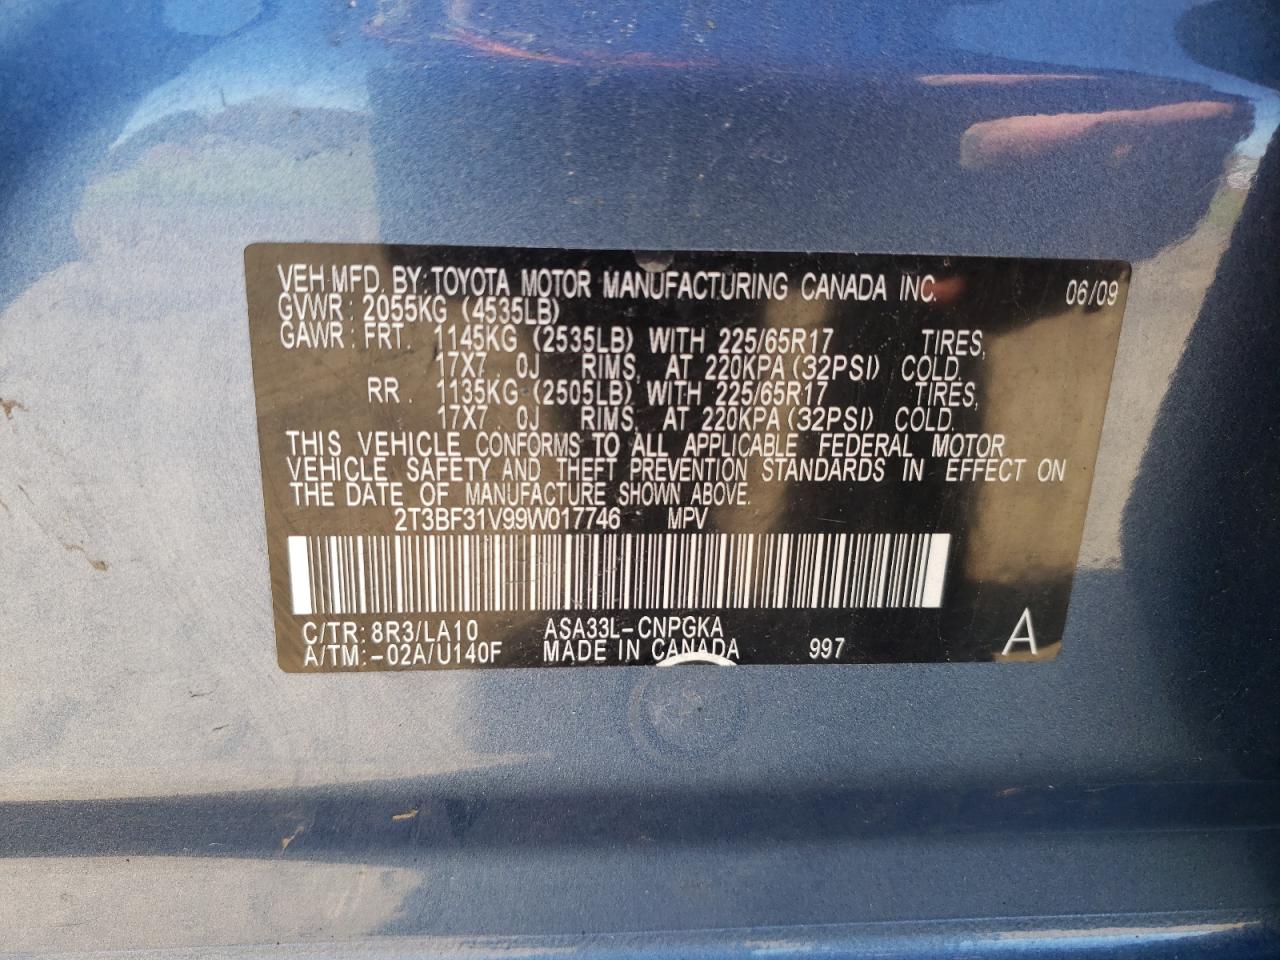 VEH.MFD. BY: TOYOTA MOTOR MANUFACTURING CANADA INC. 06/09
GVWR: 2055KG (4535LB)
GAWR: FRT. 1145KG (2535LB) WITH 225/65R17 TIRES,
17X7 .0J RIMS, AT 220KPA(32PSI) COLD.
RR. 1135KG (2505LB) WITH 225/65R17 TIRES,
17X7 .0J RIMS, AT 220KPA(32PSI) COLD.
THIS VEHICLE CONFORMS TO ALL APPLICABLE FEDERAL MOTOR
VEHICLE SAFETY AND THEFT PREVENTION STANDARDS IN EFFECT ON
THE DATE OF MANUFACTURE SHOWN ABOVE.
2T3BF31V99W017746 MPV
C/TR: 8R3/LA10 ASA33L-CNPGKA
A/TM: -02A/U140F MADE IN CANADA 997 A